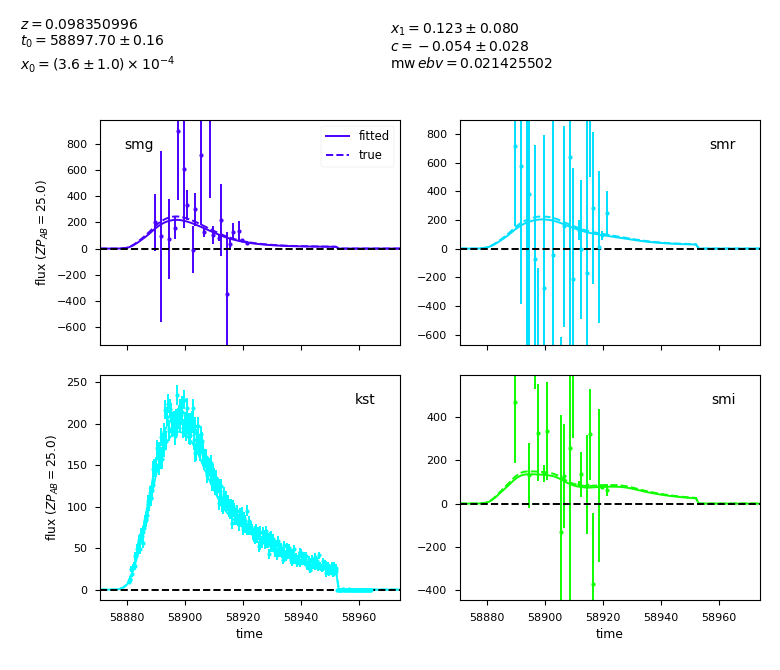 z = 0.098350996
t₀ = 58897.70 ± 0.16
x₀ = (3.6 ± 1.0) × 10⁻⁴
x₁ = 0.123 ± 0.080
c = −0.054 ± 0.028
mw ebv = 0.021425502
smg
fitted
true
800
600
400
200
0
−200
−400
−600
flux (ZP_AB = 25.0)
smr
800
600
400
200
0
−200
−400
−600
kst
250
200
150
100
50
0
flux (ZP_AB = 25.0)
58880 58900 58920 58940 58960
time
smi
400
200
0
−200
−400
58880 58900 58920 58940 58960
time